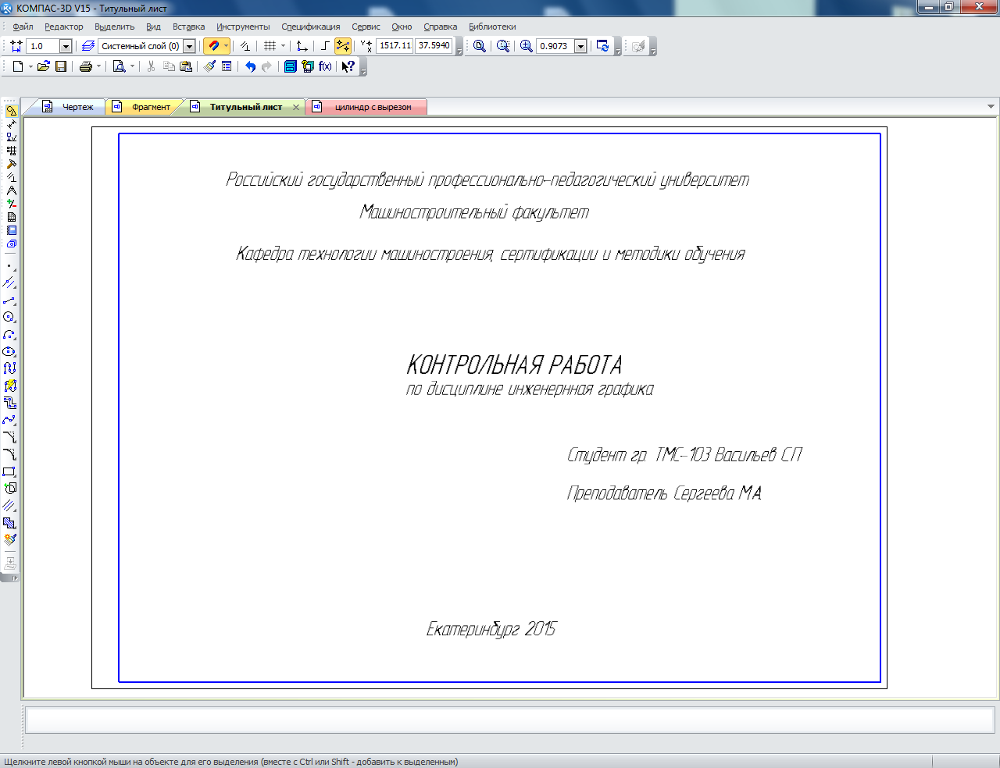 КОМПАС-3D V15 - Титульный лист
Файл Редактор Выделить Вид Вставка Инструменты Спецификация Сервис Окно Справка Библиотеки
1.0 Системный слой (0) 1517.11 37.5940 0.9073
f(x)
Чертеж Фрагмент Титульный лист цилиндр с вырезом
Российский государственный профессионально-педагогический университет
Машиностроительный факультет
Кафедра технологии машиностроения, сертификации и методики обучения
КОНТРОЛЬНАЯ РАБОТА
по дисциплине инженернная графика
Студент гр. ТМС-103 Васильев С.П.
Преподаватель Сергеева М.А.
Екатеринбург 2015
Щелкните левой кнопкой мыши на объекте для его выделения (вместе с Ctrl или Shift - добавить к выделенным)